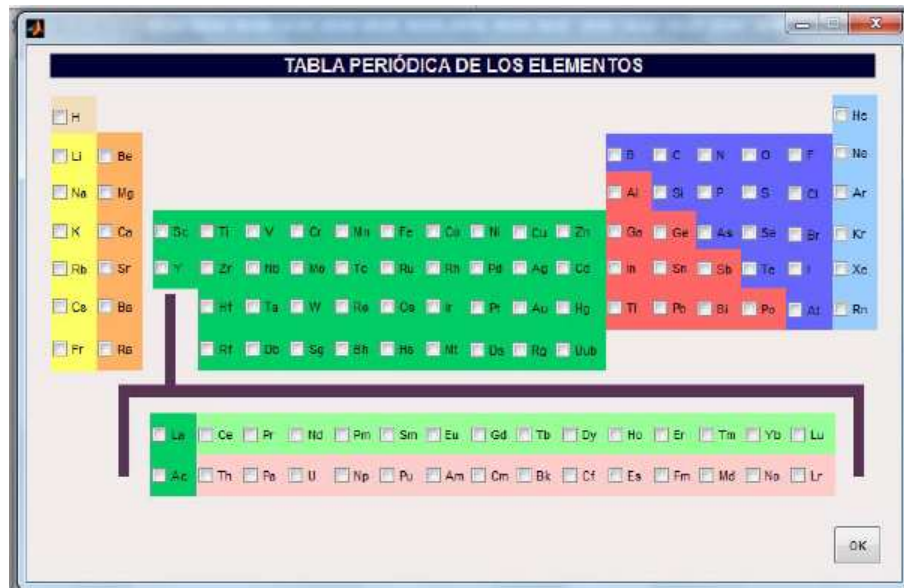 TABLA PERIÓDICA DE LOS ELEMENTOS
H He
Li Be B C N O F Ne
Na Mg Al Si P S Cl Ar
K Ca Sc Ti V Cr Mn Fe Co Ni Cu Zn Ga Ge As Se Br Kr
Rb Sr Y Zr Nb Mo Tc Ru Rh Pd Ag Cd In Sn Sb Te I Xe
Cs Ba Hf Ta W Re Os Ir Pt Au Hg Tl Pb Bi Po At Rn
Fr Ra Rf Db Sg Bh Hs Mt Ds Rg Uub
La Ce Pr Nd Pm Sm Eu Gd Tb Dy Ho Er Tm Yb Lu
Ac Th Pa U Np Pu Am Cm Bk Cf Es Fm Md No Lr
OK